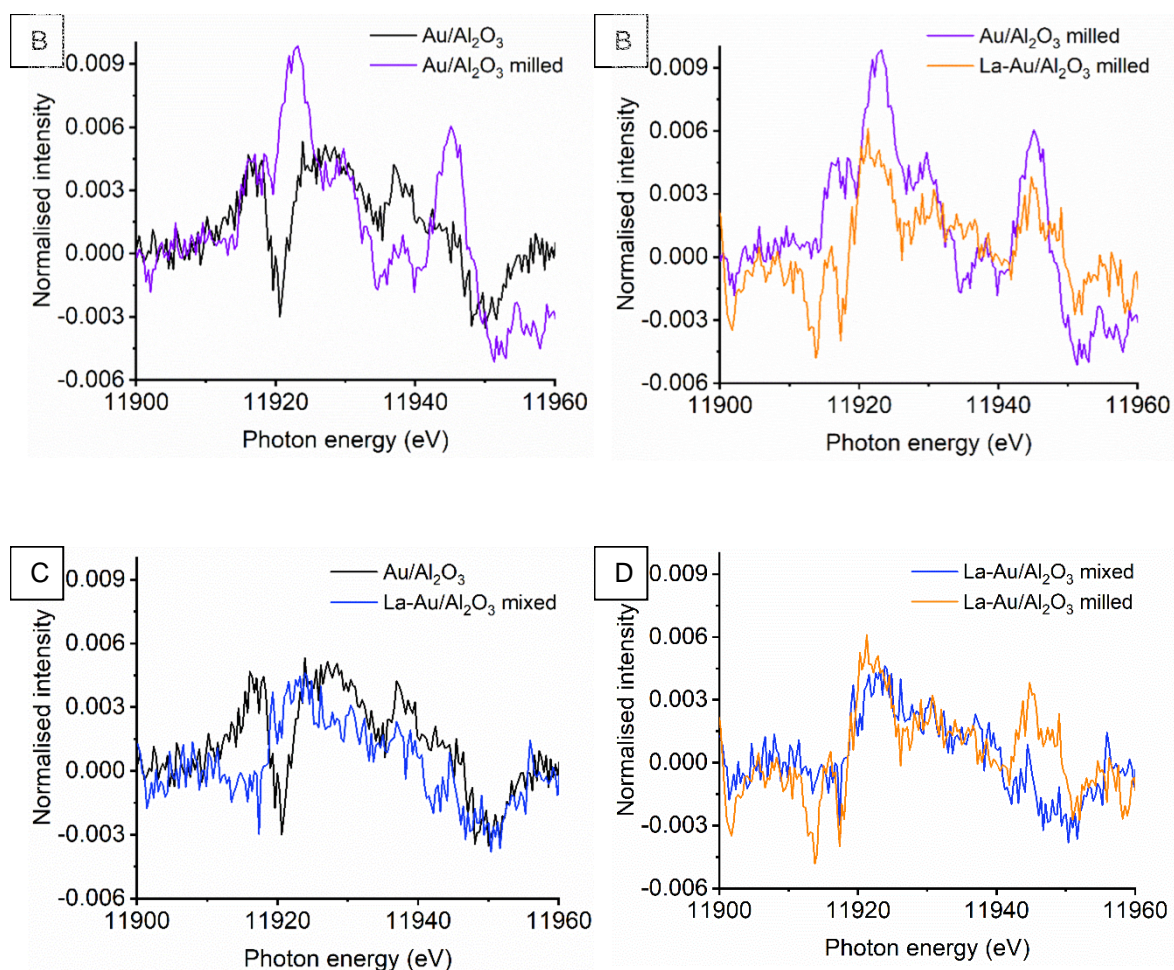 B
Au/Al₂O₃
Au/Al₂O₃ milled
0.009
0.006
0.003
0.000
-0.003
-0.006
11900 11920 11940 11960
Normalised intensity
Photon energy (eV)
B
Au/Al₂O₃ milled
La-Au/Al₂O₃ milled
0.009
0.006
0.003
0.000
-0.003
-0.006
11900 11920 11940 11960
Normalised intensity
Photon energy (eV)
C
Au/Al₂O₃
La-Au/Al₂O₃ mixed
0.009
0.006
0.003
0.000
-0.003
-0.006
11900 11920 11940 11960
Normalised intensity
Photon energy (eV)
D
La-Au/Al₂O₃ mixed
La-Au/Al₂O₃ milled
0.009
0.006
0.003
0.000
-0.003
-0.006
11900 11920 11940 11960
Normalised intensity
Photon energy (eV)